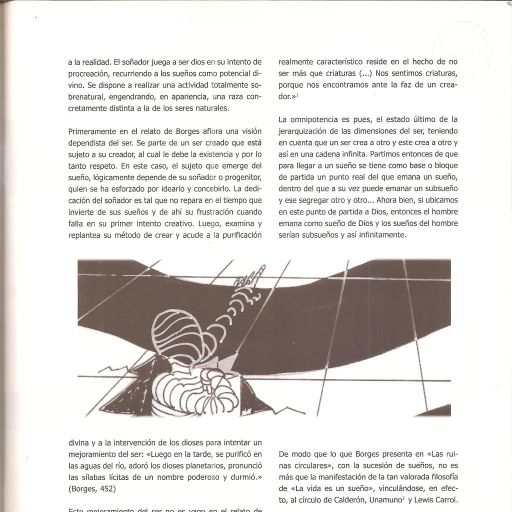 a la realidad. El soñador juega a ser dios en su intento de
procreación, recurriendo a los sueños como potencial di-
vino. Se dispone a realizar una actividad totalmente so-
brenatural, engendrando, en apariencia, una raza con-
cretamente distinta a la de los seres naturales.
Primeramente en el relato de Borges aflora una visión
dependista del ser. Se parte de un ser creado que está
sujeto a su creador, al cual le debe la existencia y por lo
tanto respeto. En este caso, el sujeto que emerge del
sueño, lógicamente depende de su soñador o progenitor,
quien se ha esforzado por idearlo y concebirlo. La dedi-
cación del soñador es tal que no repara en el tiempo que
invierte de sus sueños y de ahí su frustración cuando
falla en su primer intento creativo. Luego, examina y
replantea su método de crear y acude a la purificación
divina y a la intervención de los dioses para intentar un
mejoramiento del ser: «Luego en la tarde, se purificó en
las aguas del río, adoró los dioses planetarios, pronunció
las sílabas lícitas de un nombre poderoso y durmió.»
(Borges, 452)
Este mejoramiento del ser no es vago en el relato de
realmente característico reside en el hecho de no
ser más que criaturas (...) Nos sentimos criaturas,
porque nos encontramos ante la faz de un crea-
dor.»¹
La omnipotencia es pues, el estado último de la
jerarquización de las dimensiones del ser, teniendo
en cuenta que un ser crea a otro y este crea a otro y
así en una cadena infinita. Partimos entonces de que
para llegar a un sueño se tiene como base o bloque
de partida un punto real del que emana un sueño,
dentro del que a su vez puede emanar un subsueño
y ese segregar otro y otro... Ahora bien, si ubicamos
en este punto de partida a Dios, entonces el hombre
emana como sueño de Dios y los sueños del hombre
serían subsueños y así infinitamente.
De modo que lo que Borges presenta en «Las rui-
nas circulares», con la sucesión de sueños, no es
más que la manifestación de la tan valorada filosofía
de «La vida es un sueño», vinculándose, en efec-
to, al círculo de Calderón, Unamuno² y Lewis Carrol.